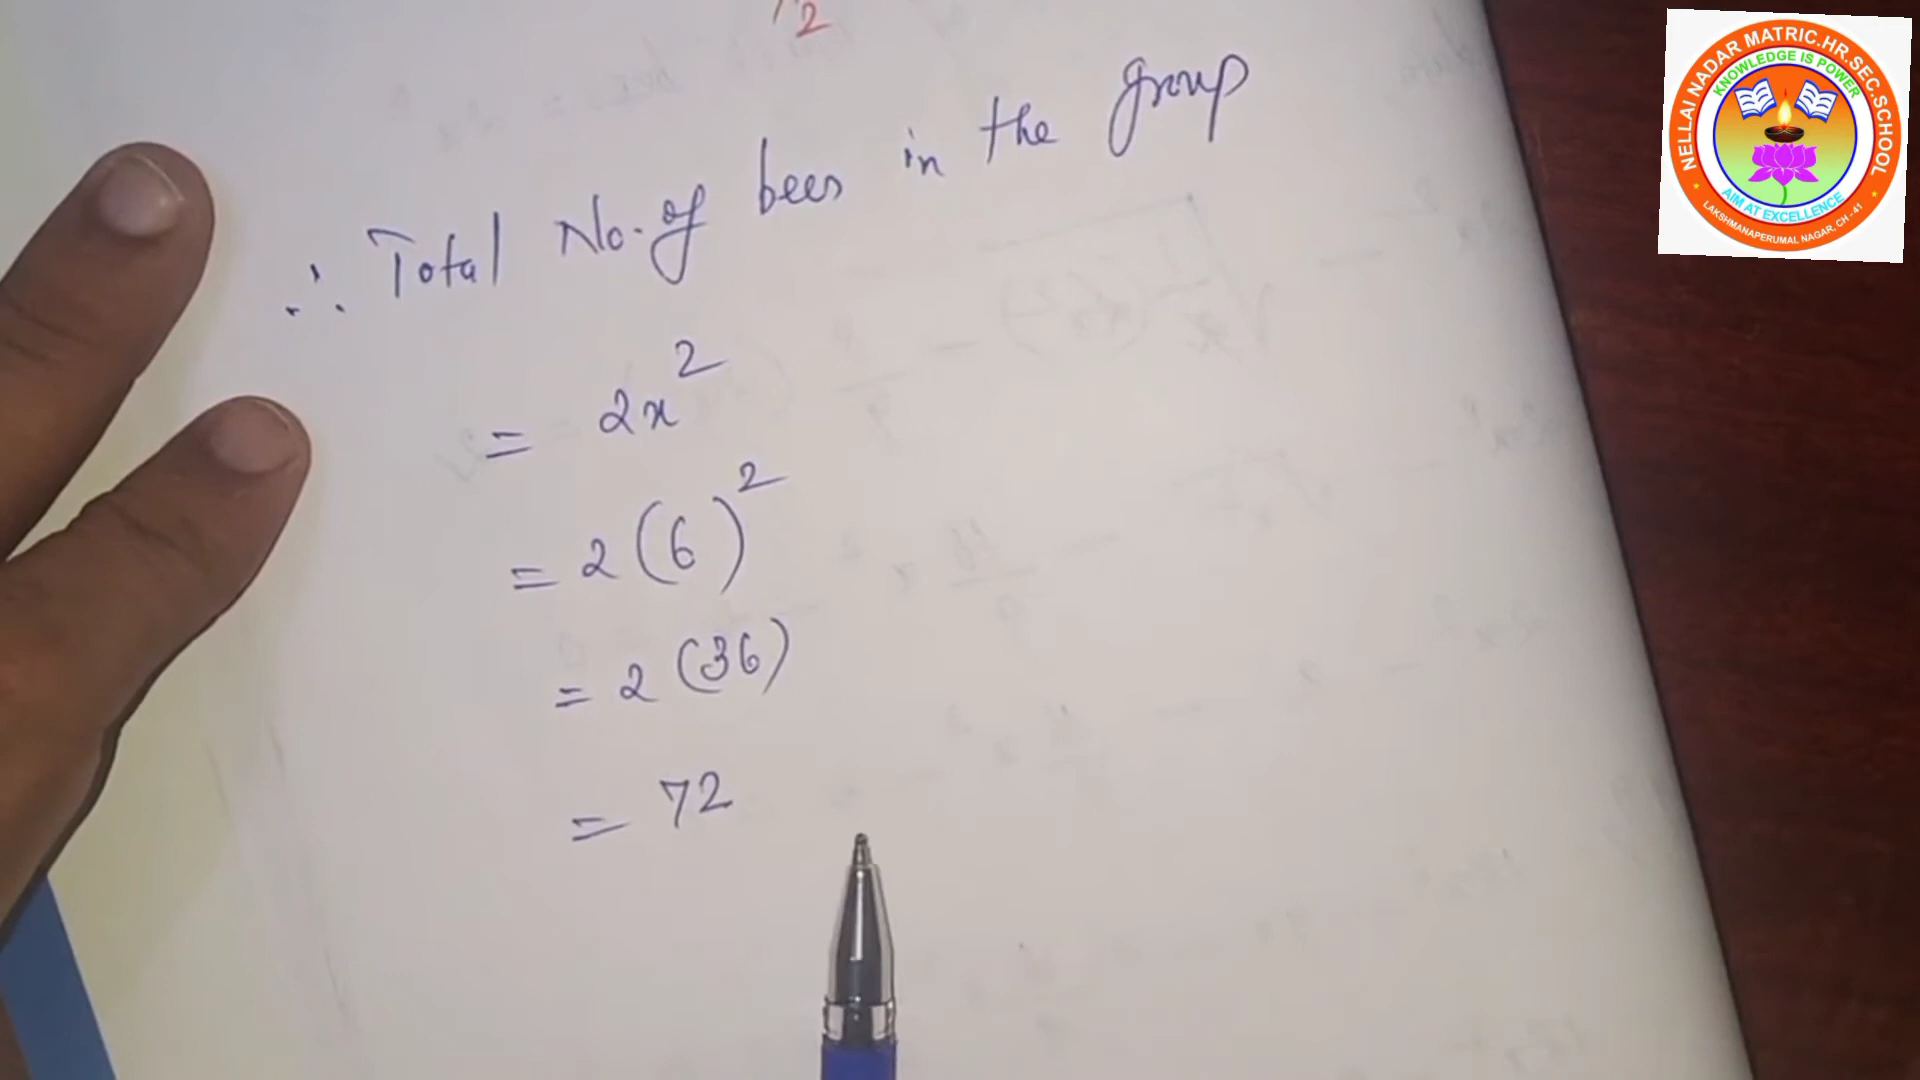 2
∴ Total No. of bees in the group
= 2x²
= 2(6)²
= 2(36)
= 72
NELLAI NADAR MATRIC.HR.SEC.SCHOOL
KNOWLEDGE IS POWER
AIM AT EXCELLENCE
LAKSHMANAPERUMAL NAGAR, CH - 41